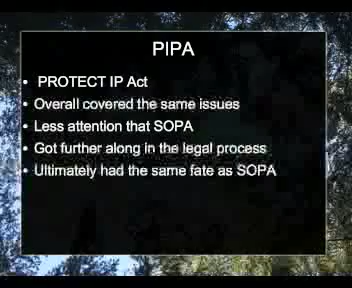 PIPA
• PROTECT IP Act
• Overall covered the same issues
• Less attention that SOPA
• Got further along in the legal process
• Ultimately had the same fate as SOPA